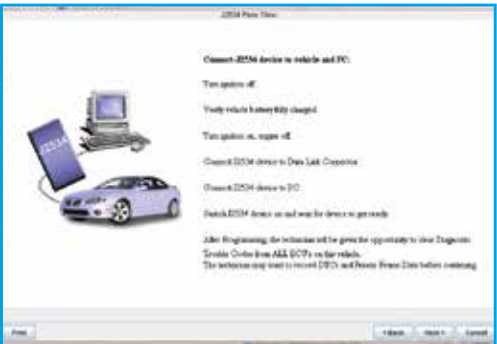 J2534 Pass Thru
Connect J2534 device to vehicle and PC:
Turn ignition off.
Verify vehicle battery fully charged.
Turn ignition on, engine off.
Connect J2534 device to Data Link Connector.
Connect J2534 device to PC.
Switch J2534 device on and wait for device to get ready.
After Programming, the technician will be given the opportunity to clear Diagnostic
Trouble Codes from ALL ECU's on this vehicle.
The technician may want to record DTCs and Freeze Frame Data before continuing.
J2534
Print
< Back
Next >
Cancel